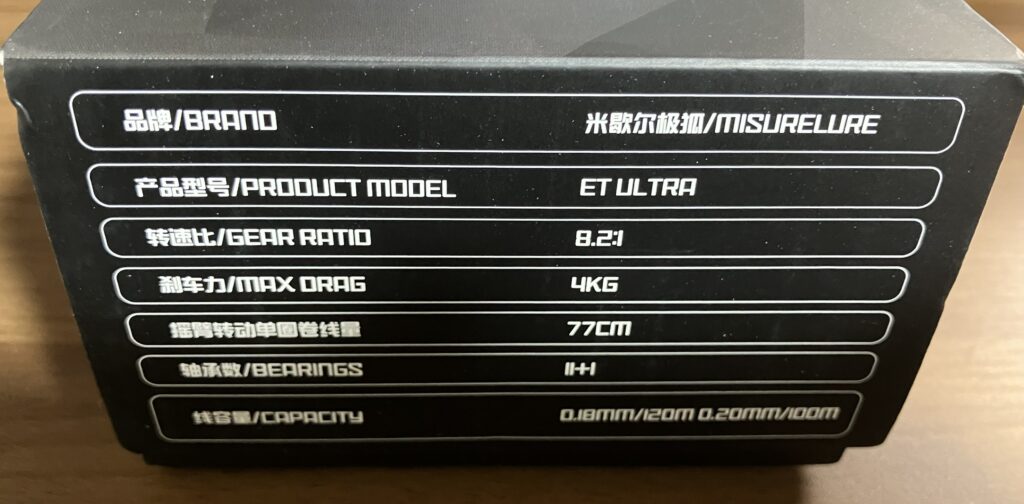 品牌/BRAND 米歇尔极狐/MISURELURE
产品型号/PRODUCT MODEL ET ULTRA
转速比/GEAR RATIO 8.2:1
刹车力/MAX DRAG 4KG
摇臂转动单圈卷线量 77CM
轴承数/BEARINGS 11+1
线容量/CAPACITY 0.18MM/120M 0.20MM/100M